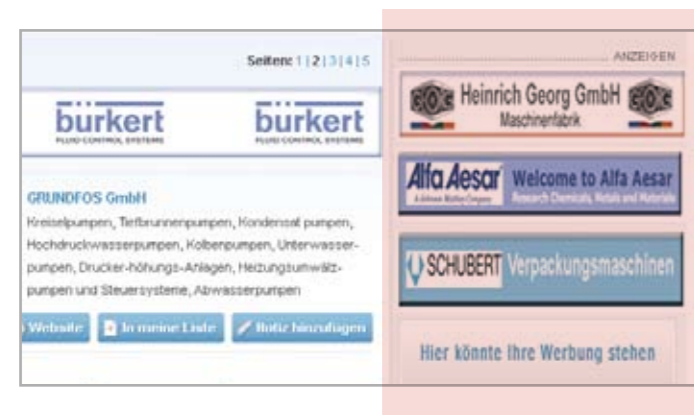 Seiten: 1 | 2 | 3 | 4 | 5
bürkert
FLUID CONTROL SYSTEMS
bürkert
FLUID CONTROL SYSTEMS
GRUNDFOS GmbH
Kreiselpumpen, Tiefbrunnenpumpen, Kondensat pumpen,
Hochdruckwasserpumpen, Kolbenpumpen, Unterwasser-
pumpen, Drucker-höhungs-Anlagen, Heizungsumwälz-
pumpen und Steuersysteme, Abwasserpumpen
Website
In meine Liste
Notiz hinzufügen
ANZEIGEN
Heinrich Georg GmbH
Maschinenfabrik
Alfa Aesar
A Johnson Matthey Company
Welcome to Alfa Aesar
Research Chemicals, Metals and Materials
SCHUBERT Verpackungsmaschinen
Hier könnte Ihre Werbung stehen